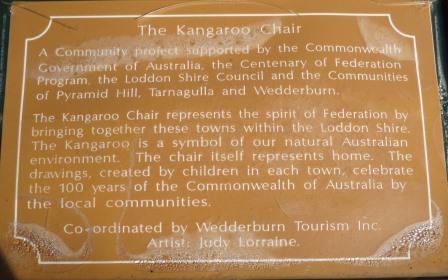 The Kangaroo Chair
A Community project supported by the Commonwealth
Government of Australia, the Centenary of Federation
Program, the Loddon Shire Council and the Communities
of Pyramid Hill, Tarnagulla and Wedderburn.
The Kangaroo Chair represents the spirit of Federation by
bringing together these towns within the Loddon Shire.
The Kangaroo is a symbol of our natural Australian
environment. The chair itself represents home. The
drawings, created by children in each town, celebrate
the 100 years of the Commonwealth of Australia by
the local communities.
Co-ordinated by Wedderburn Tourism Inc.
Artist: Judy Lorraine.